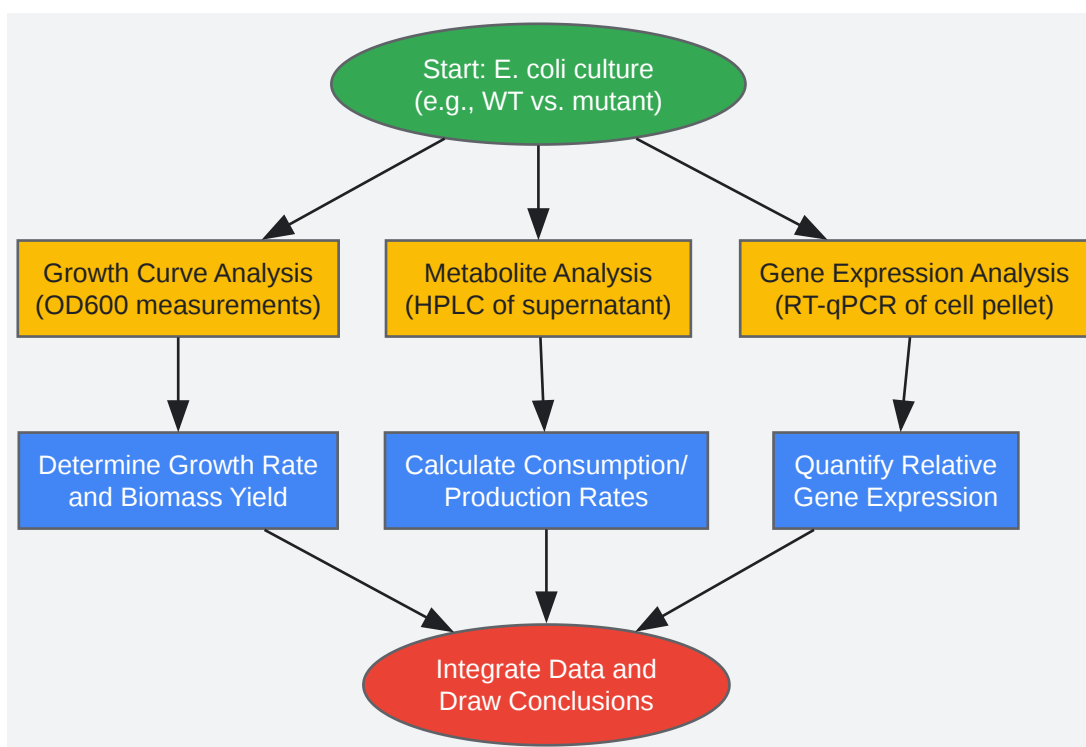 Start: E. coli culture
(e.g., WT vs. mutant)
Growth Curve Analysis
(OD600 measurements)
Metabolite Analysis
(HPLC of supernatant)
Gene Expression Analysis
(RT-qPCR of cell pellet)
Determine Growth Rate
and Biomass Yield
Calculate Consumption/
Production Rates
Quantify Relative
Gene Expression
Integrate Data and
Draw Conclusions